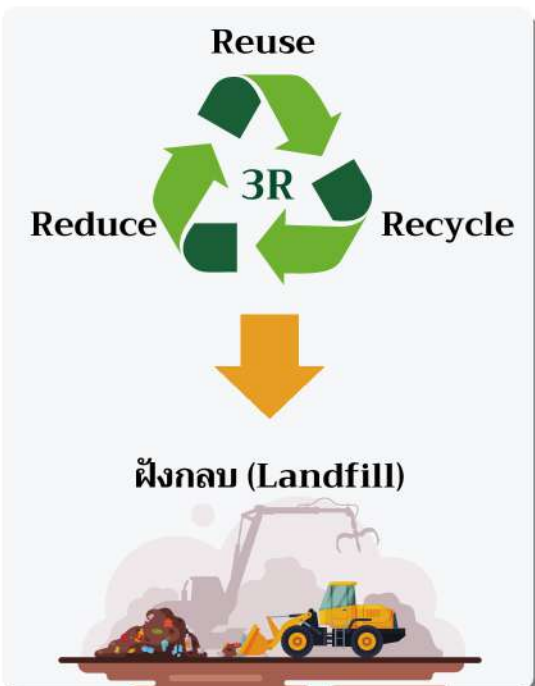 Reuse
3R
Reduce
Recycle
ฝังกลบ (Landfill)